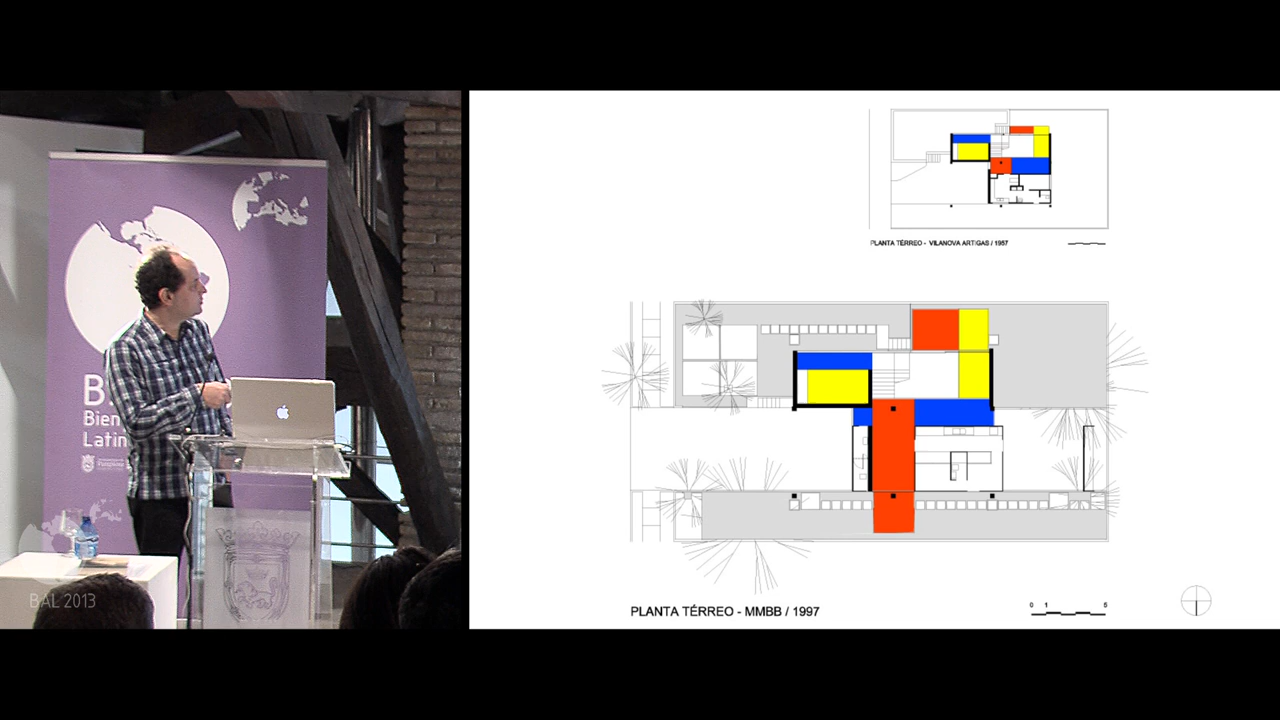 Bien
Latin
BAL 2013
PLANTA TÉRREO - VILANOVA ARTIGAS / 1957
PLANTA TÉRREO - MMBB / 1997
0 1 5